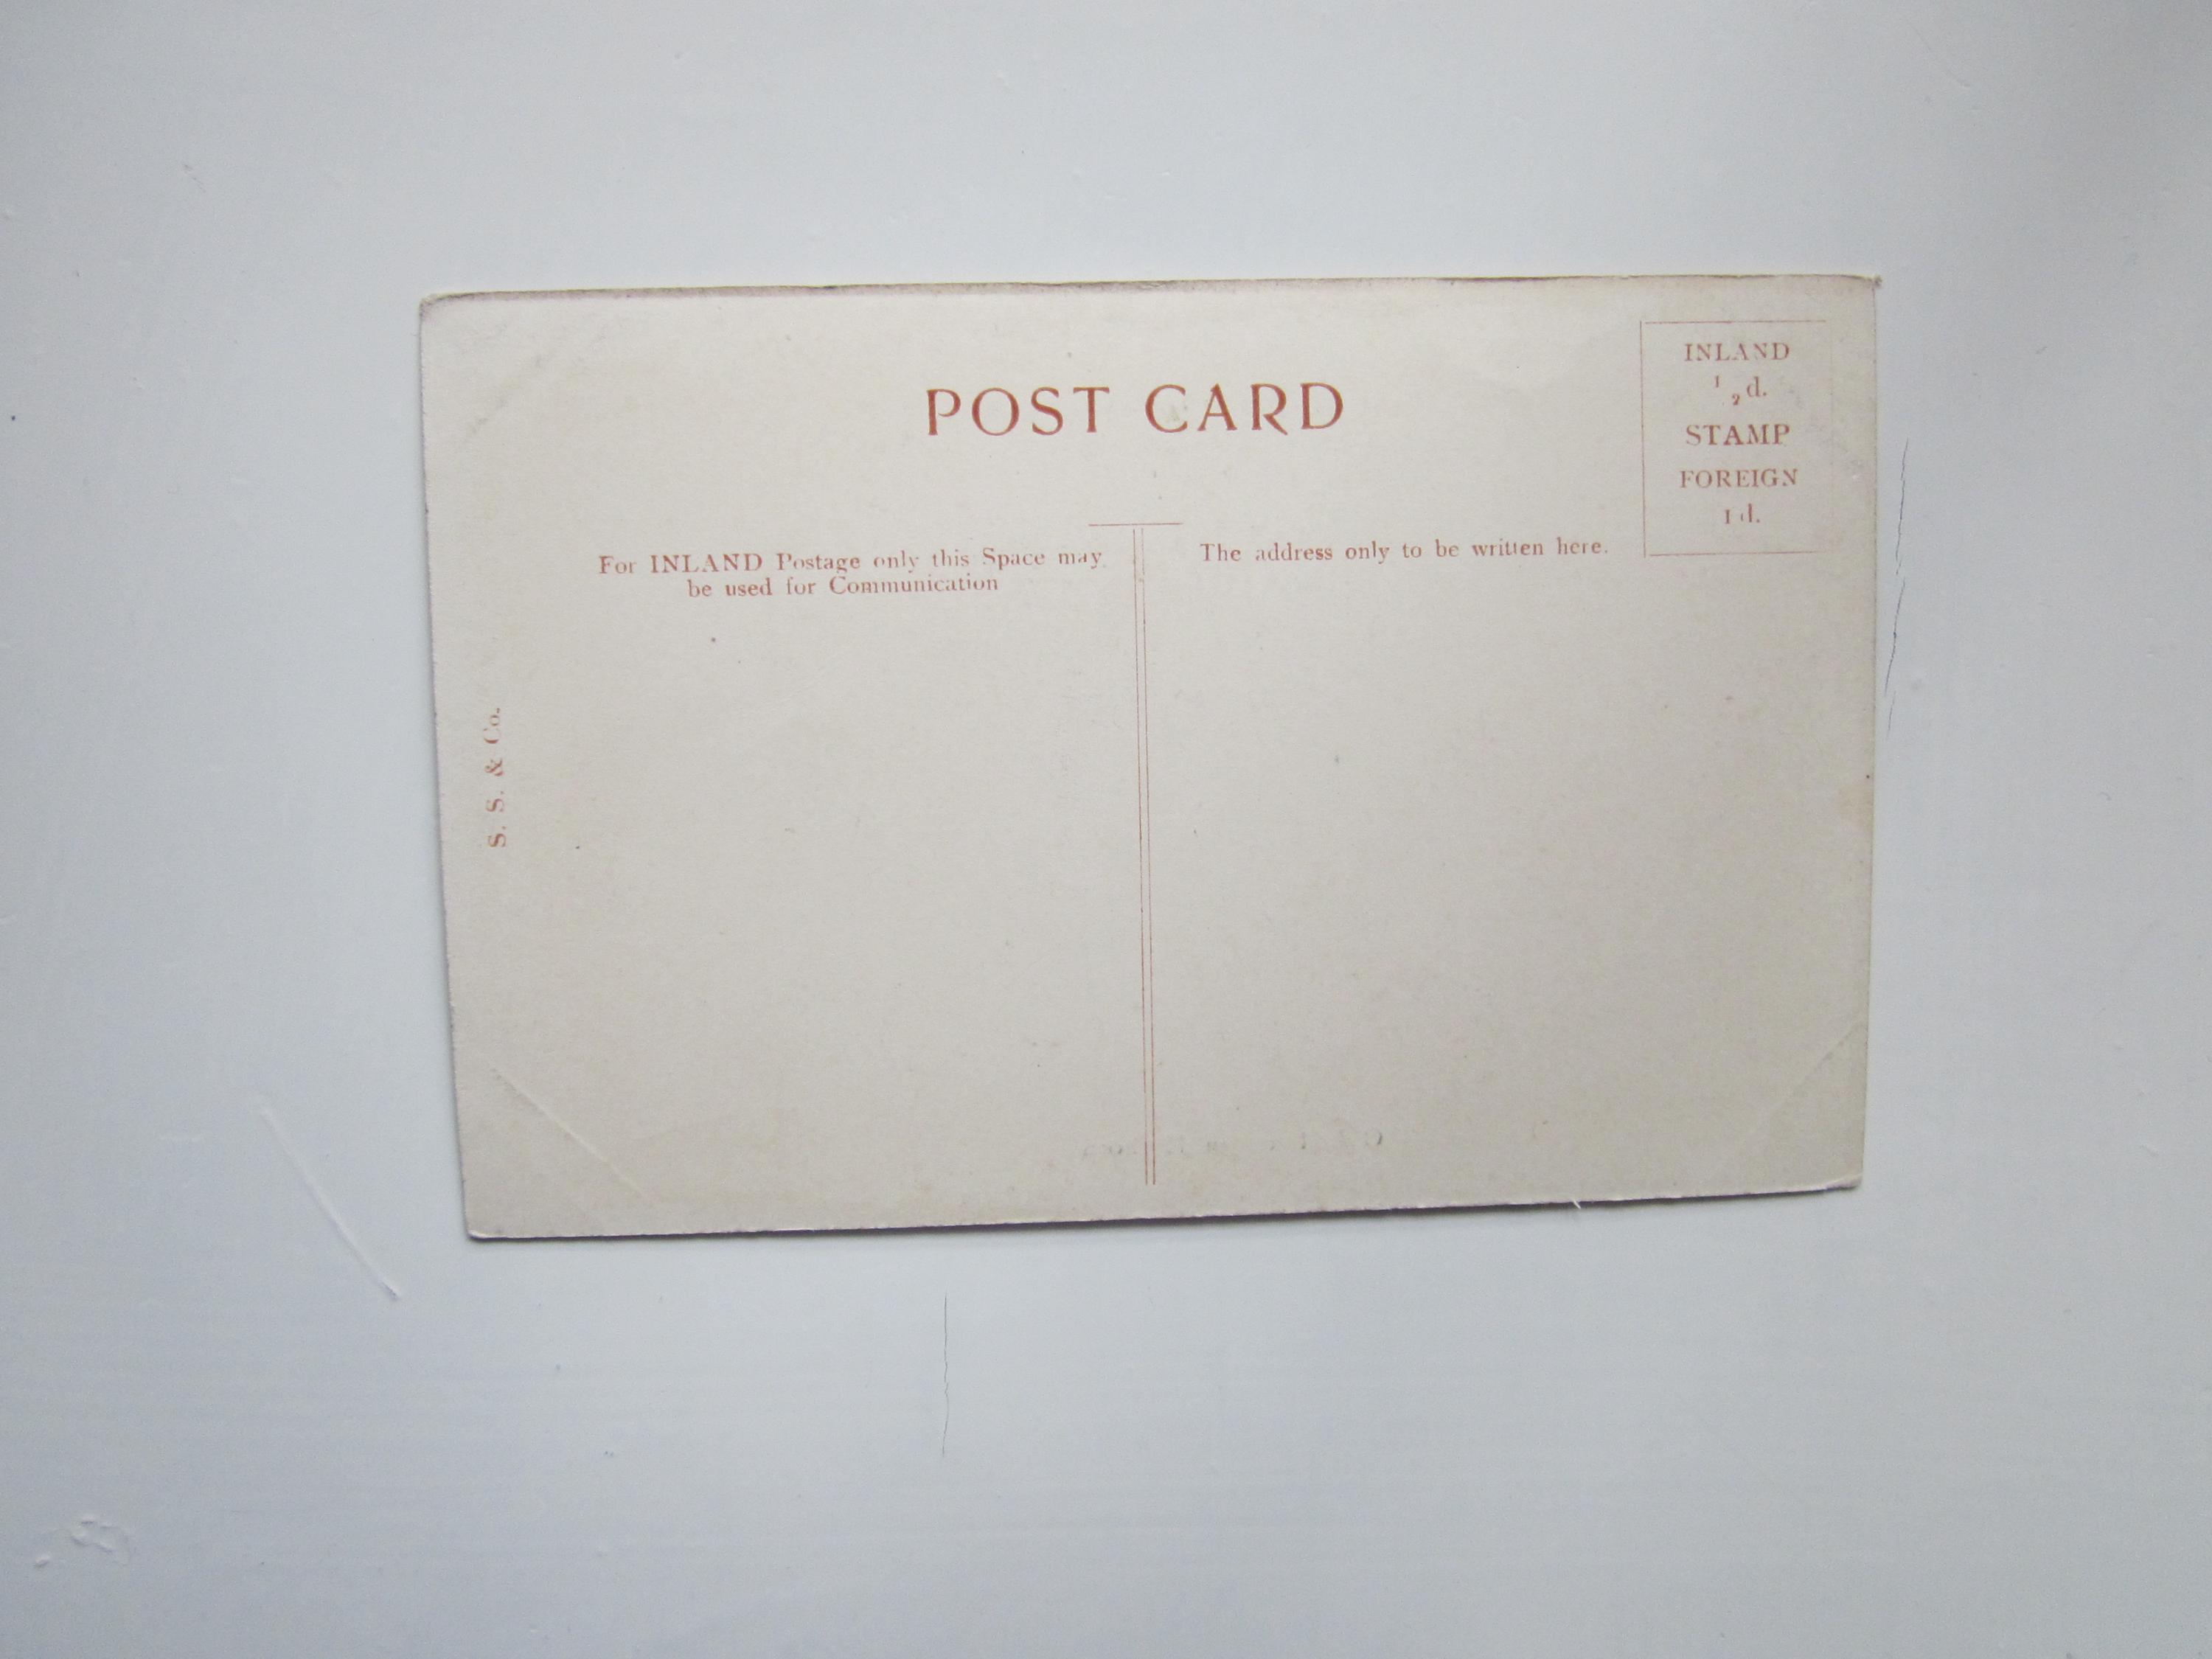 POST CARD
INLAND
½d.
STAMP
FOREIGN
1d.
For INLAND Postage only this Space may
be used for Communication
The address only to be written here.
S. S. & Co.